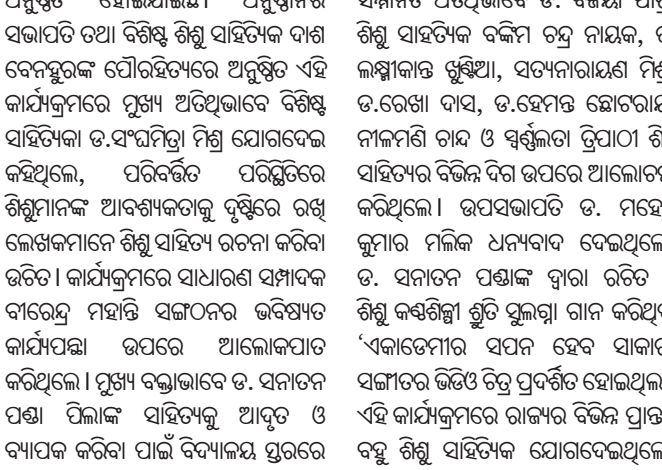 ଅନୁଷ୍ଠିତ ହୋଇଯାଇଛି। ଅନୁଷ୍ଠାନର
ସଭାପତି ତଥା ବିଶିଷ୍ଟ ଶିଶୁ ସାହିତ୍ୟିକ ଦାଶ
ବେନହୁରଙ୍କ ପୌରହିତ୍ୟରେ ଅନୁଷ୍ଠିତ ଏହି
କାର୍ଯ୍ୟକ୍ରମରେ ମୁଖ୍ୟ ଅତିଥିଭାବେ ବିଶିଷ୍ଟ
ସାହିତ୍ୟିକା ଡ.ସଂଘମିତ୍ରା ମିଶ୍ର ଯୋଗଦେଇ
କହିଥିଲେ, ପରିବର୍ତ୍ତିତ ପରିସ୍ଥିତିରେ
ଶିଶୁମାନଙ୍କ ଆବଶ୍ୟକତାକୁ ଦୃଷ୍ଟିରେ ରଖି
ଲେଖକମାନେ ଶିଶୁ ସାହିତ୍ୟ ରଚନା କରିବା
ଉଚିତ। କାର୍ଯ୍ୟକ୍ରମରେ ସାଧାରଣ ସମ୍ପାଦକ
ବୀରେନ୍ଦ୍ର ମହାନ୍ତି ସଙ୍ଗଠନର ଭବିଷ୍ୟତ
କାର୍ଯ୍ୟପନ୍ଥା ଉପରେ ଆଲୋକପାତ
କରିଥିଲେ। ମୁଖ୍ୟ ବକ୍ତାଭାବେ ଡ. ସନାତନ
ପଣ୍ଡା ପିଲାଙ୍କ ସାହିତ୍ୟକୁ ଆଦୃତ ଓ
ବ୍ୟାପକ କରିବା ପାଇଁ ବିଦ୍ୟାଳୟ ସ୍ତରରେ
ସମ୍ମାନିତ ଅତିଥିଭାବେ ଡ. ବିଜୟା
ଶିଶୁ ସାହତ୍ୟିକ ବଙ୍କିମ ଚନ୍ଦ୍ର ନାୟକ,
ଲକ୍ଷ୍ମୀକାନ୍ତ ଖୁଣ୍ଟିଆ, ସତ୍ୟନାରାୟଣ ମିଶ୍ର
ଡ.ରେଖା ଦାସ, ଡ.ହେମନ୍ତ ଛୋଟରାୟ
ନୀଳମଣି ଚାନ୍ଦ ଓ ସ୍ୱର୍ଣ୍ଣଲତା ତ୍ରିପାଠୀ
ସାହିତ୍ୟର ବିଭିନ୍ନ ଦିଗ ଉପରେ ଆଲୋଚନ
କରିଥିଲେ। ଉପସଭାପତି ଡ. ମହେ
କୁମାର ମଲିକ ଧନ୍ୟବାଦ ଦେଇଥିଲେ
ଡ. ସନାତନ ପଣ୍ଡାଙ୍କ ଦ୍ୱାରା ରଚିତ
ଶିଶୁ କଣ୍ଠଶିଳ୍ପୀ ଶ୍ରୁତି ସୁଲଗ୍ନା ଗାନ
‘ଏକାଡେମୀର ସପନ ହେବ ସାକାର
ସଙ୍ଗୀତର ଭିଡିଓ ଚିତ୍ର ପ୍ରଦର୍ଶିତ ହୋଇଥିଲ
ଏହି କାର୍ଯ୍ୟକ୍ରମରେ ରାଜ୍ୟର ବିଭିନ୍ନ ପ୍ରାନ୍ତ
ବହୁ ଶିଶୁ ସାହିତ୍ୟିକ ଯୋଗଦେଇଥିଲେ